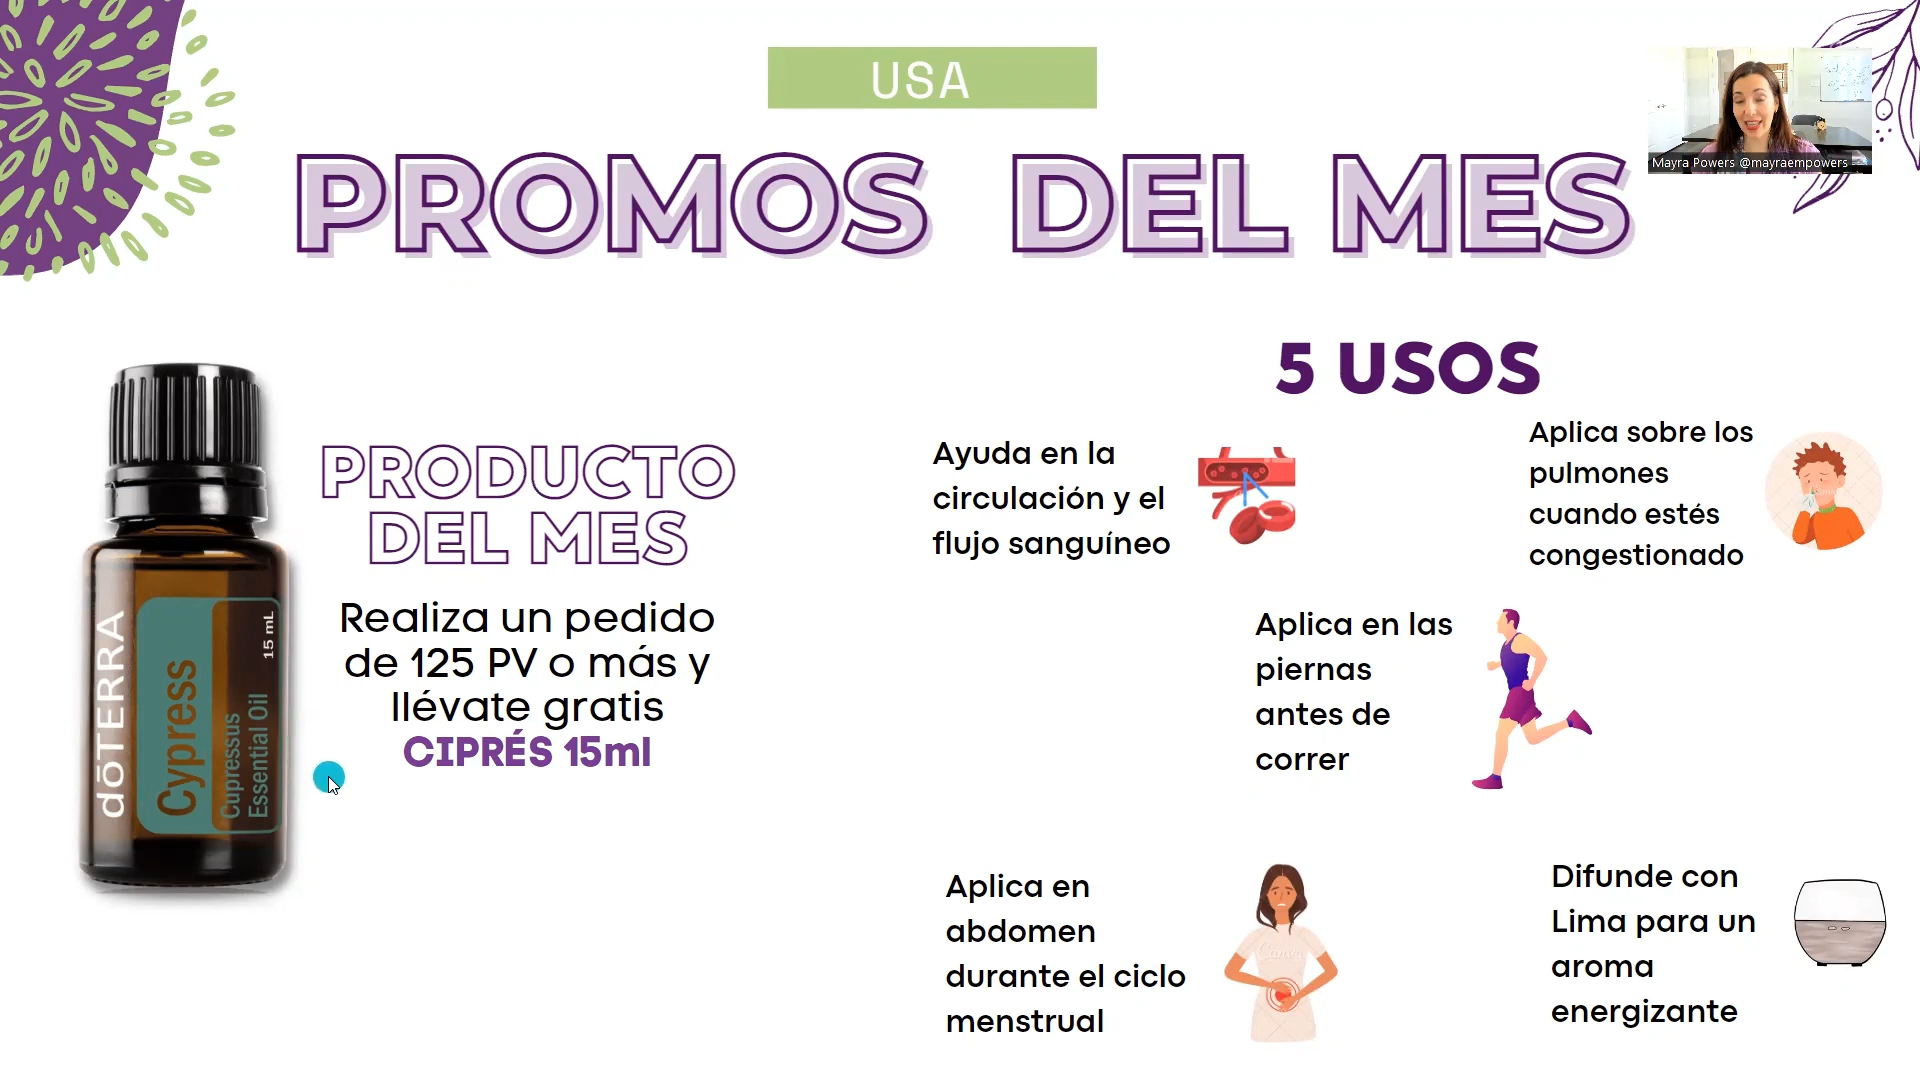 USA
PROMOS DEL MES
Mayra Powers @mayraempowers
5 USOS
PRODUCTO
DEL MES
Realiza un pedido
de 125 PV o más y
llévate gratis
CIPRÉS 15ml
dōTERRA
Cypress
Cupressus
Essential Oil
15 mL
Ayuda en la
circulación y el
flujo sanguíneo
Aplica sobre los
pulmones
cuando estés
congestionado
Aplica en las
piernas
antes de
correr
Aplica en
abdomen
durante el ciclo
menstrual
Canva
Difunde con
Lima para un
aroma
energizante